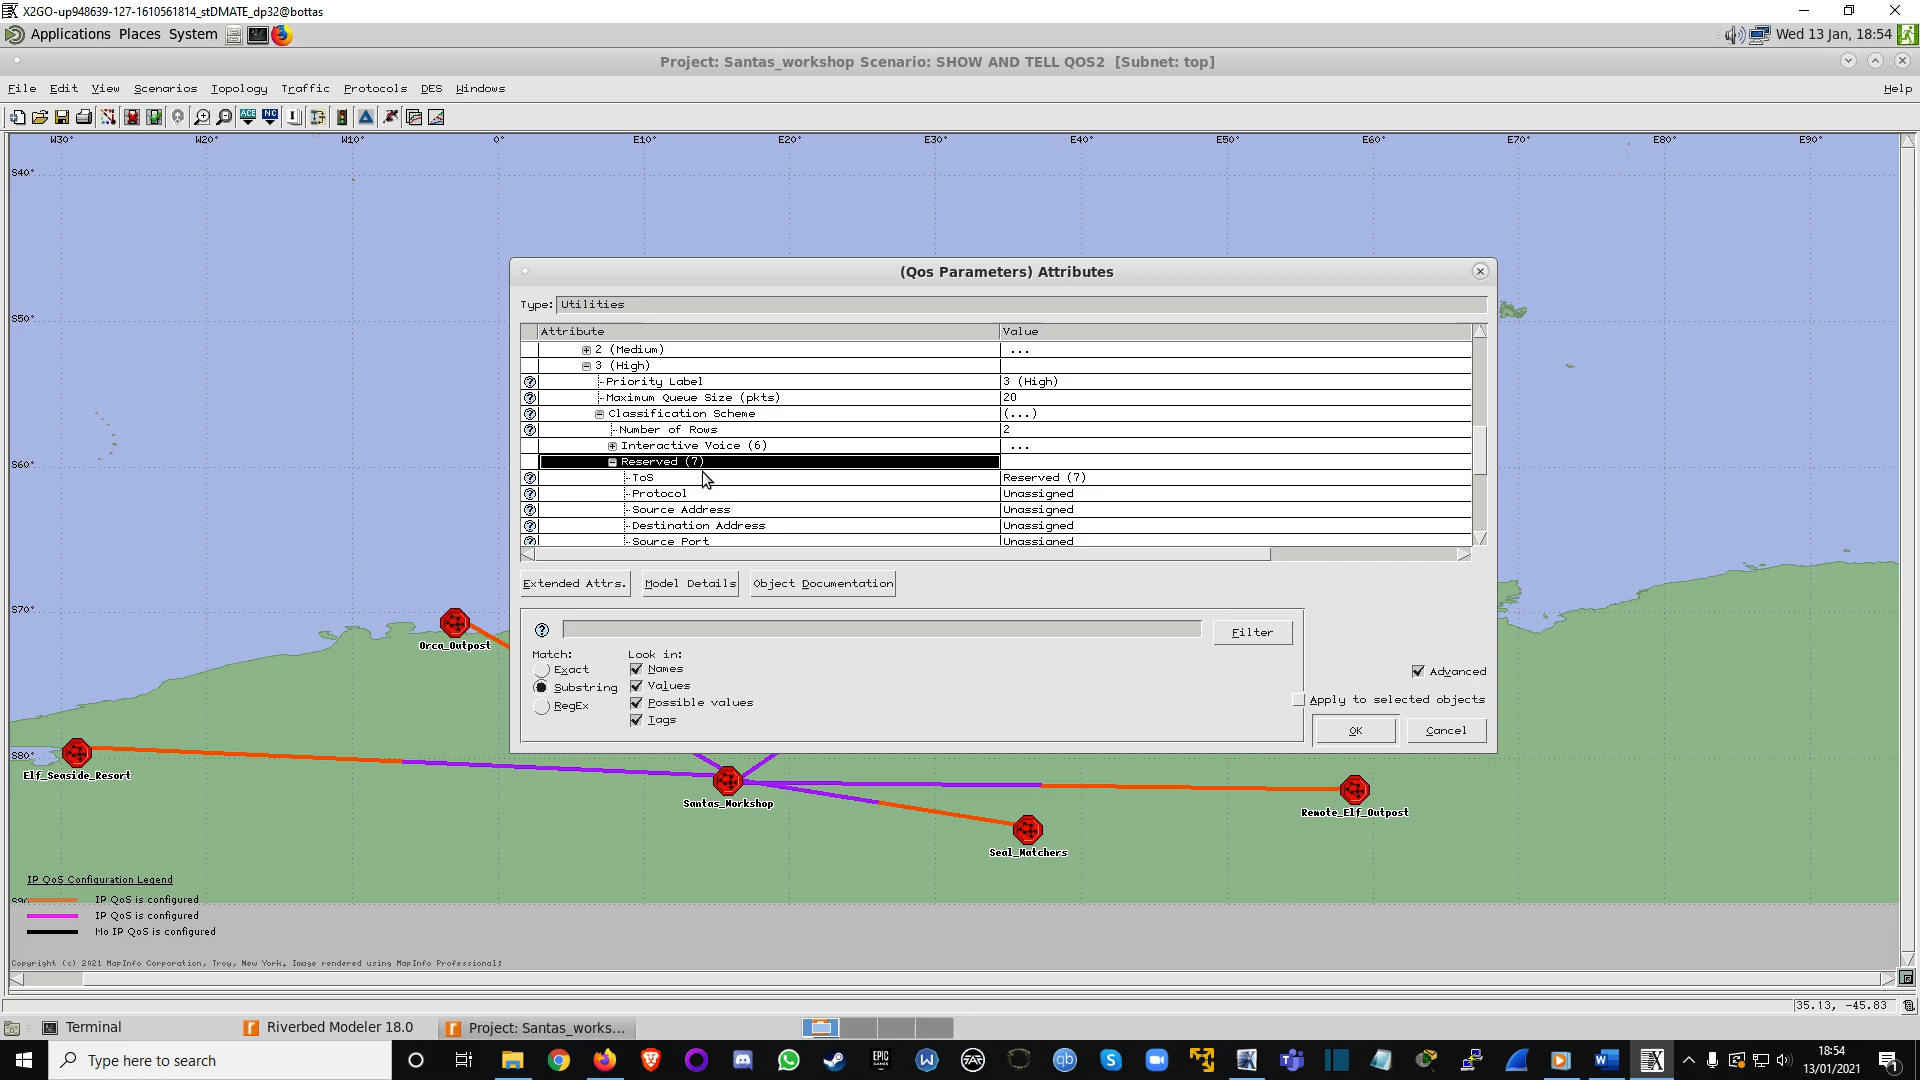 X2GO-up948639-127-1610561814_stDMATE_dp32@bottas
Applications Places System
Wed 13 Jan, 18:54
Project: Santas_workshop Scenario: SHOW AND TELL QOS2 [Subnet: top]
File Edit View Scenarios Topology Traffic Protocols DES Windows Help
W30° W20° W10° 0° E10° E20° E30° E40° E50° E60° E70° E80° E90°
S40°
S50°
S60°
S70°
S80°
(Qos Parameters) Attributes
Type: Utilities
Attribute Value
2 (Medium) ...
3 (High)
Priority Label 3 (High)
Maximum Queue Size (pkts) 20
Classification Scheme (...)
Number of Rows 2
Interactive Voice (6) ...
Reserved (7)
ToS Reserved (7)
Protocol Unassigned
Source Address Unassigned
Destination Address Unassigned
Source Port Unassigned
Extended Attrs. Model Details Object Documentation
Filter
Match: Look in:
Exact Names
Substring Values
RegEx Possible values
Tags
Advanced
Apply to selected objects
OK Cancel
Orca_Outpost
Elf_Seaside_Resort
Santas_Workshop
Remote_Elf_Outpost
Seal_Watchers
IP QoS Configuration Legend
IP QoS is configured
IP QoS is configured
No IP QoS is configured
Copyright (c) 2021 MapInfo Corporation, Troy, New York. Image rendered using MapInfo Professional;
35.13, -45.83
Terminal Riverbed Modeler 18.0 Project: Santas_works...
Type here to search
18:54
13/01/2021